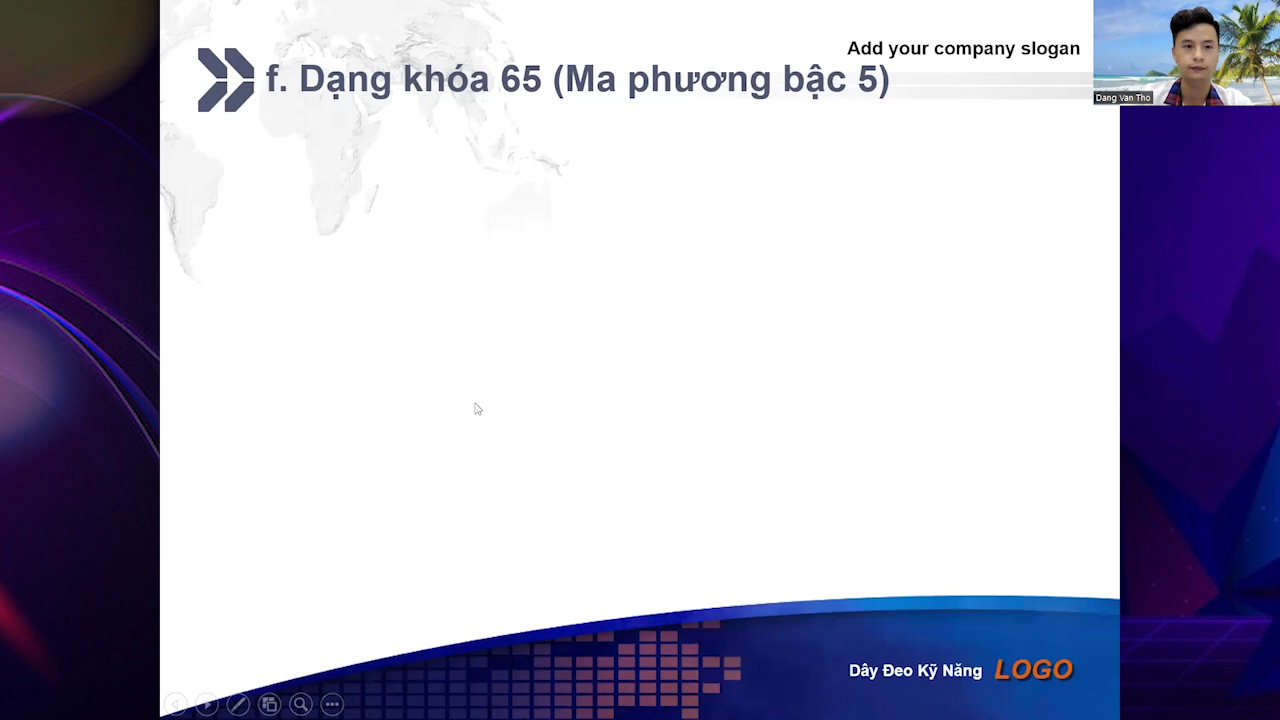 Add your company slogan
f. Dạng khóa 65 (Ma phương bậc 5)
Dang Van Tho
Dây Đeo Kỹ Năng LOGO